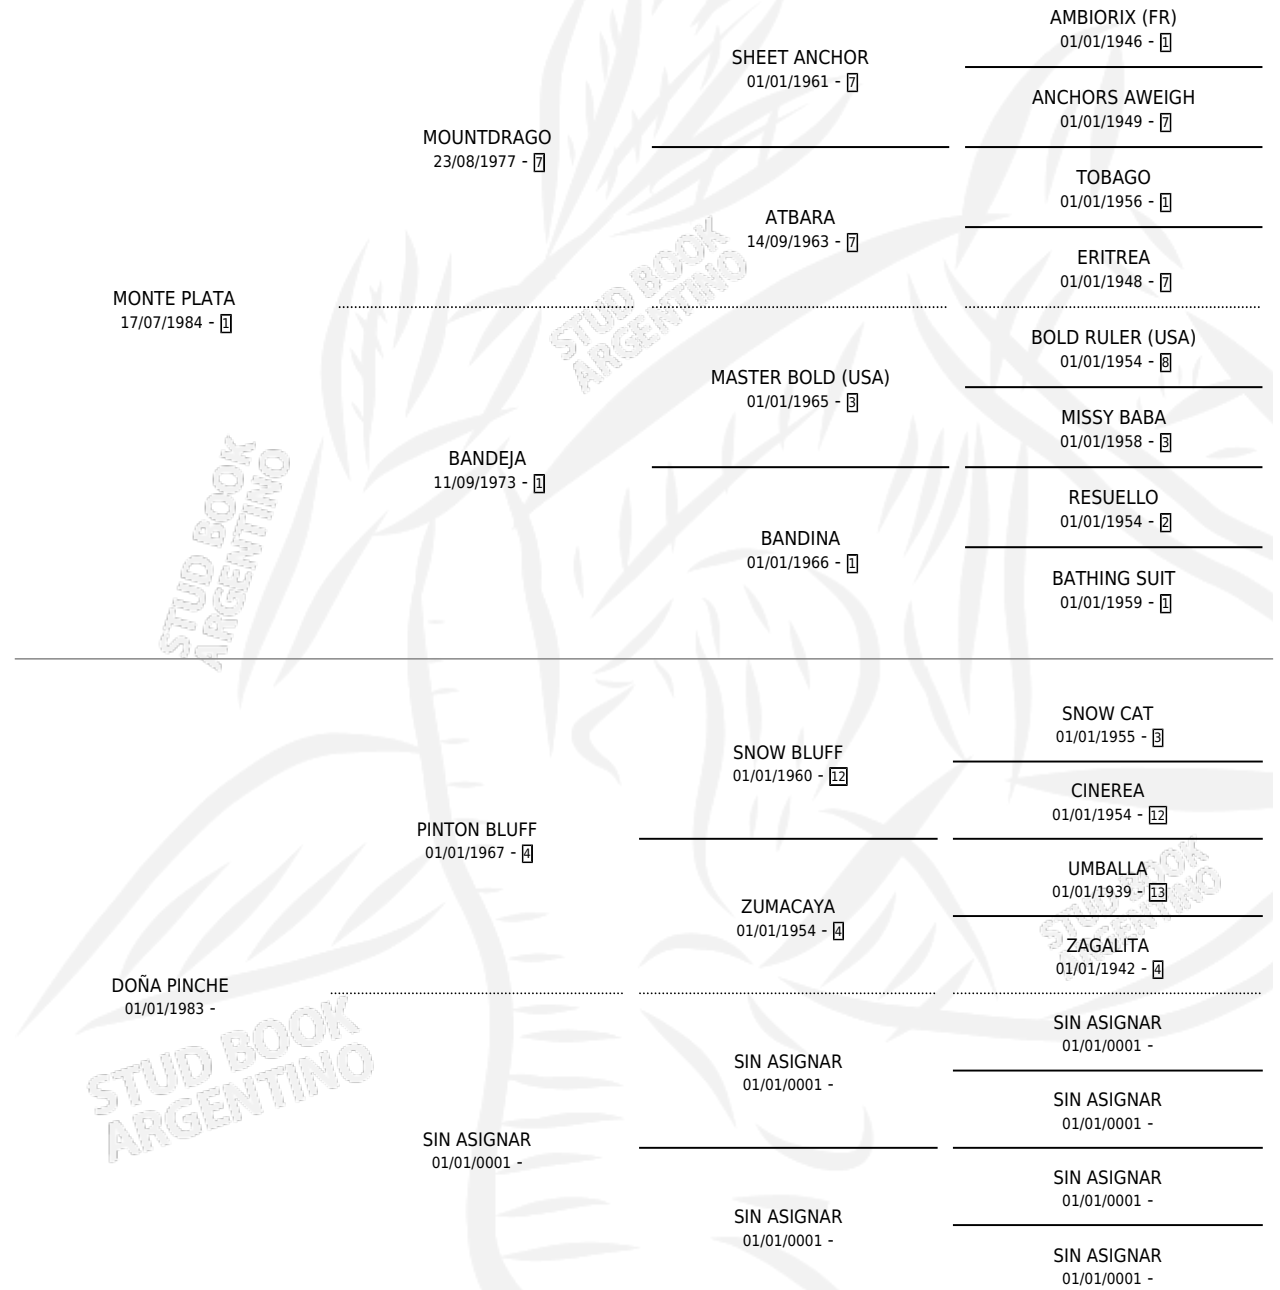 AMBIORIX (FR)
01/01/1946 - 1
SHEET ANCHOR
01/01/1961 - 7
ANCHORS AWEIGH
01/01/1949 - 7
MOUNTDRAGO
23/08/1977 - 7
TOBAGO
01/01/1956 - 1
ATBARA
14/09/1963 - 7
ERITREA
01/01/1948 - 7
MONTE PLATA
17/07/1984 - 1
BOLD RULER (USA)
01/01/1954 - 8
MASTER BOLD (USA)
01/01/1965 - 3
MISSY BABA
01/01/1958 - 3
BANDEJA
11/09/1973 - 1
RESUELLO
01/01/1954 - 2
BANDINA
01/01/1966 - 1
BATHING SUIT
01/01/1959 - 1
SNOW CAT
01/01/1955 - 3
SNOW BLUFF
01/01/1960 - 12
CINEREA
01/01/1954 - 12
PINTON BLUFF
01/01/1967 - 4
UMBALLA
01/01/1939 - 13
ZUMACAYA
01/01/1954 - 4
ZAGALITA
01/01/1942 - 4
DOÑA PINCHE
01/01/1983 -
SIN ASIGNAR
01/01/0001 -
SIN ASIGNAR
01/01/0001 -
SIN ASIGNAR
01/01/0001 -
SIN ASIGNAR
01/01/0001 -
SIN ASIGNAR
01/01/0001 -
SIN ASIGNAR
01/01/0001 -
SIN ASIGNAR
01/01/0001 -
STUD BOOK
ARGENTINO
STUD BOOK
ARGENTINO
STUD BOOK
ARGENTINO
STUD BOOK
ARGENTINO